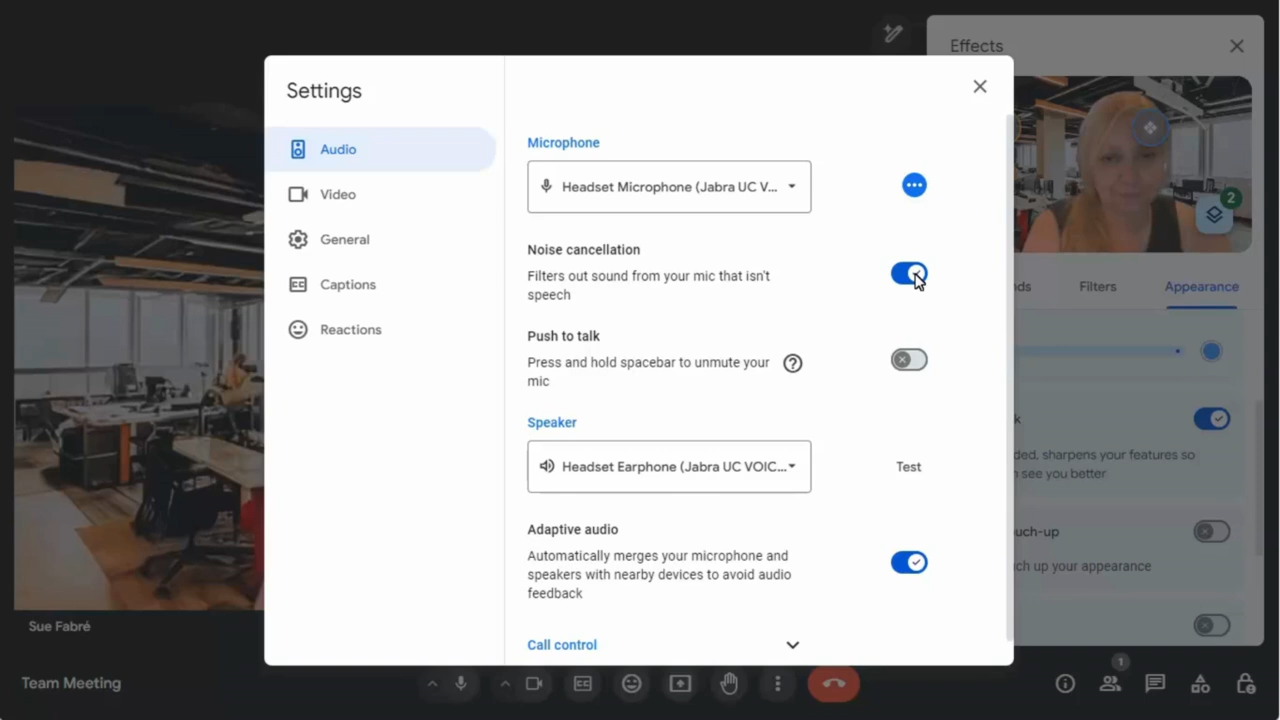 Effects
Settings
Audio
Video
General
Captions
Reactions
Microphone
Headset Microphone (Jabra UC V...
Noise cancellation
Filters out sound from your mic that isn't
speech
Push to talk
Press and hold spacebar to unmute your
mic
Speaker
Headset Earphone (Jabra UC VOIC...
Test
Adaptive audio
Automatically merges your microphone and
speakers with nearby devices to avoid audio
feedback
Call control
2
nds Filters Appearance
k
ded, sharpens your features so
n see you better
uch-up
ch up your appearance
Sue Fabré
Team Meeting
1